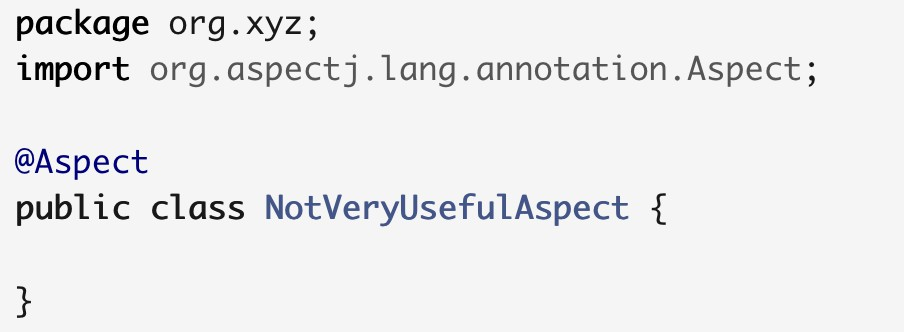 package org.xyz;
import org.aspectj.lang.annotation.Aspect;
@Aspect
public class NotVeryUsefulAspect {
}